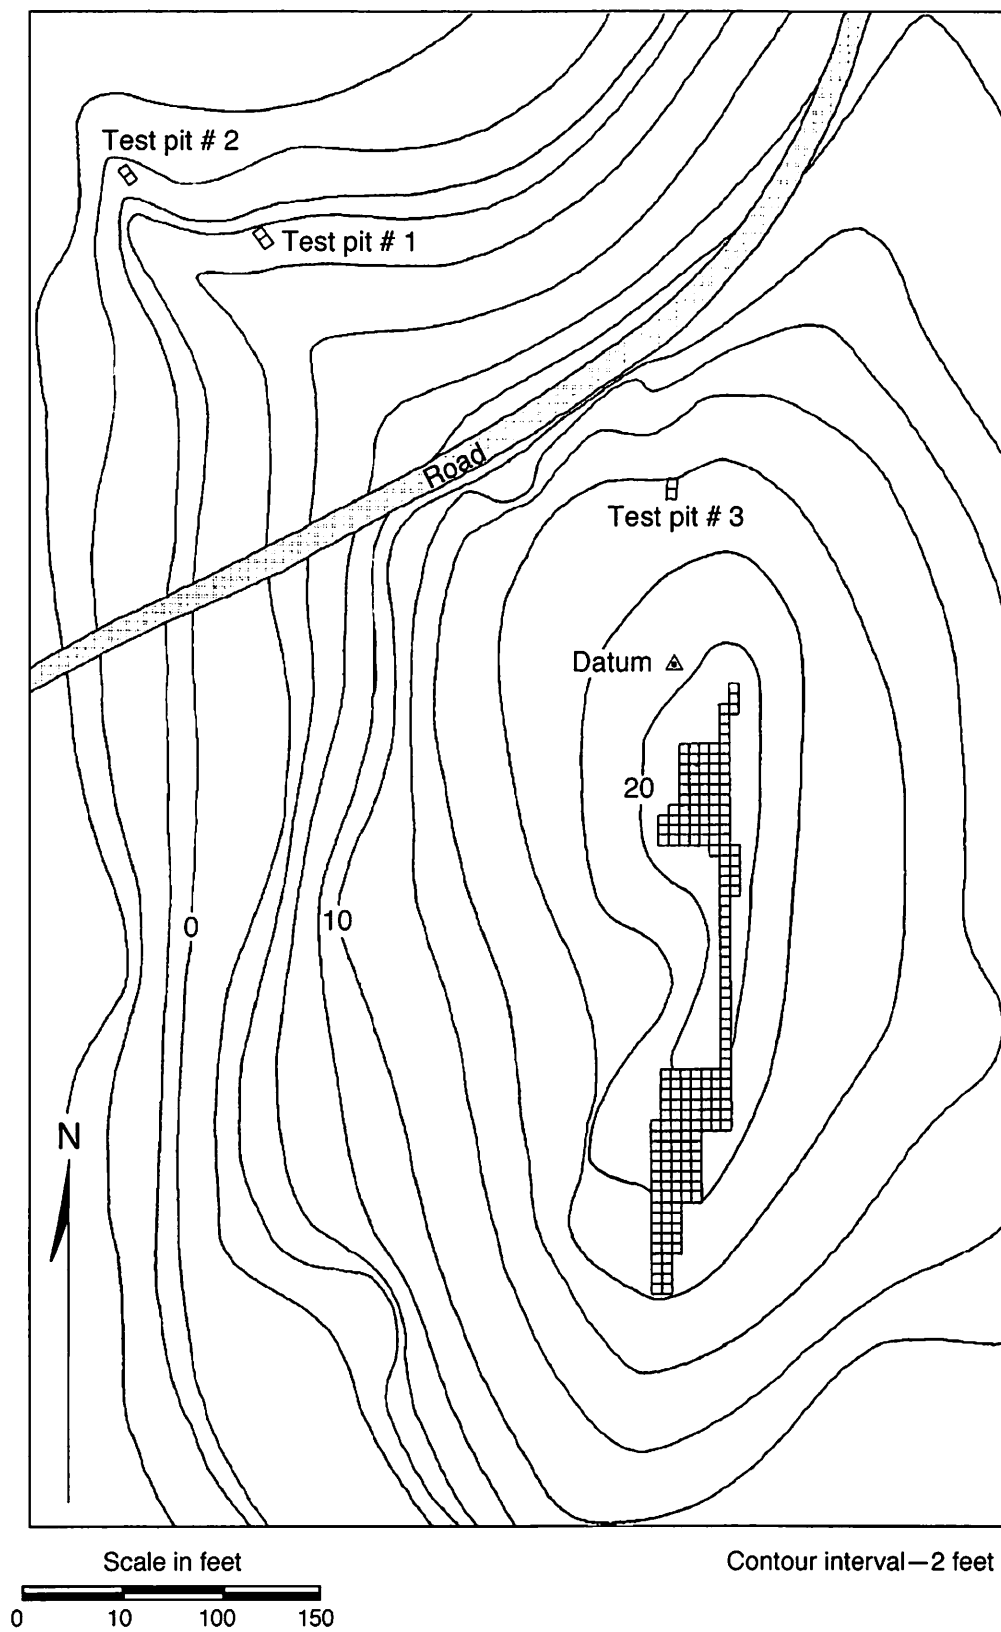 Test pit # 2
Test pit # 1
Road
Test pit # 3
Datum
20
0
10
N
Scale in feet
Contour interval—2 feet
0 10 100 150